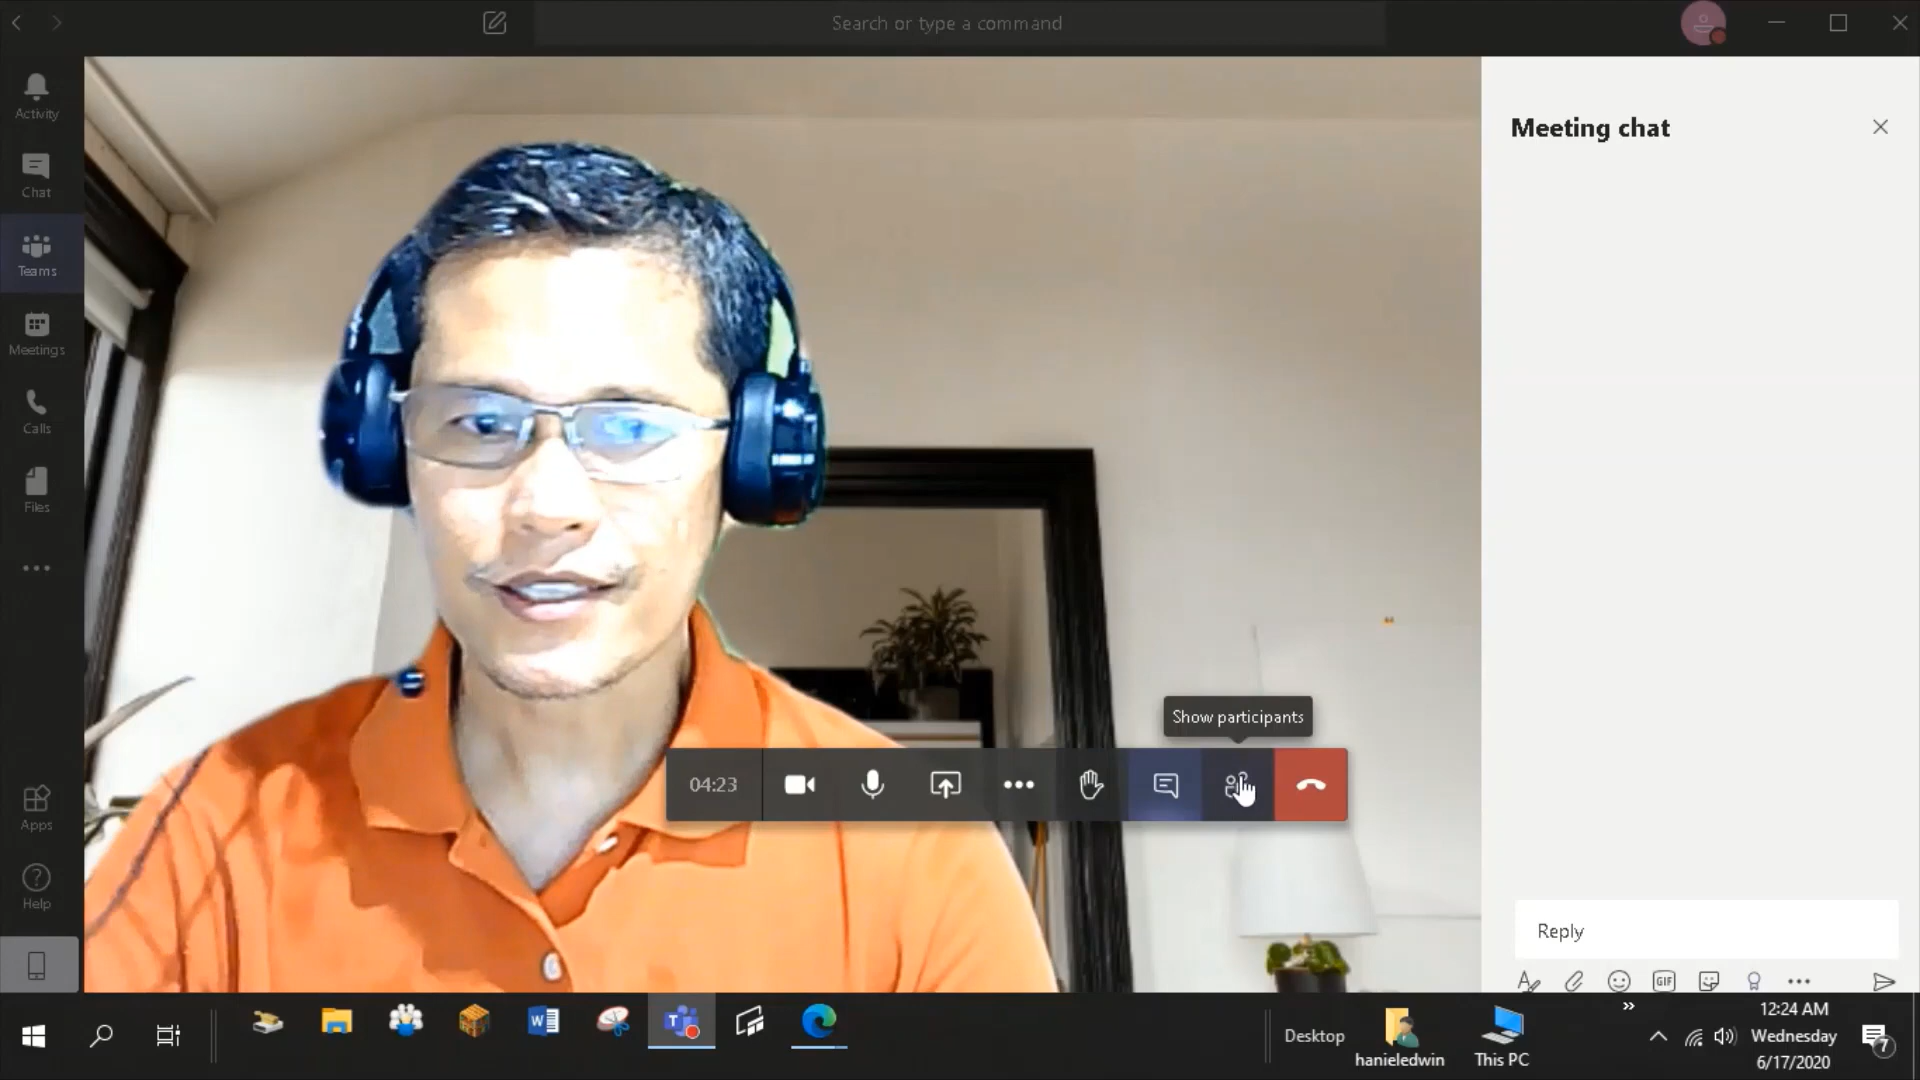 Search or type a command
Activity
Chat
Teams
Meetings
Calls
Files
Apps
Help
Meeting chat
Show participants
04:23
Reply
GIF
Desktop
hanieledwin
This PC
12:24 AM
Wednesday
6/17/2020
7